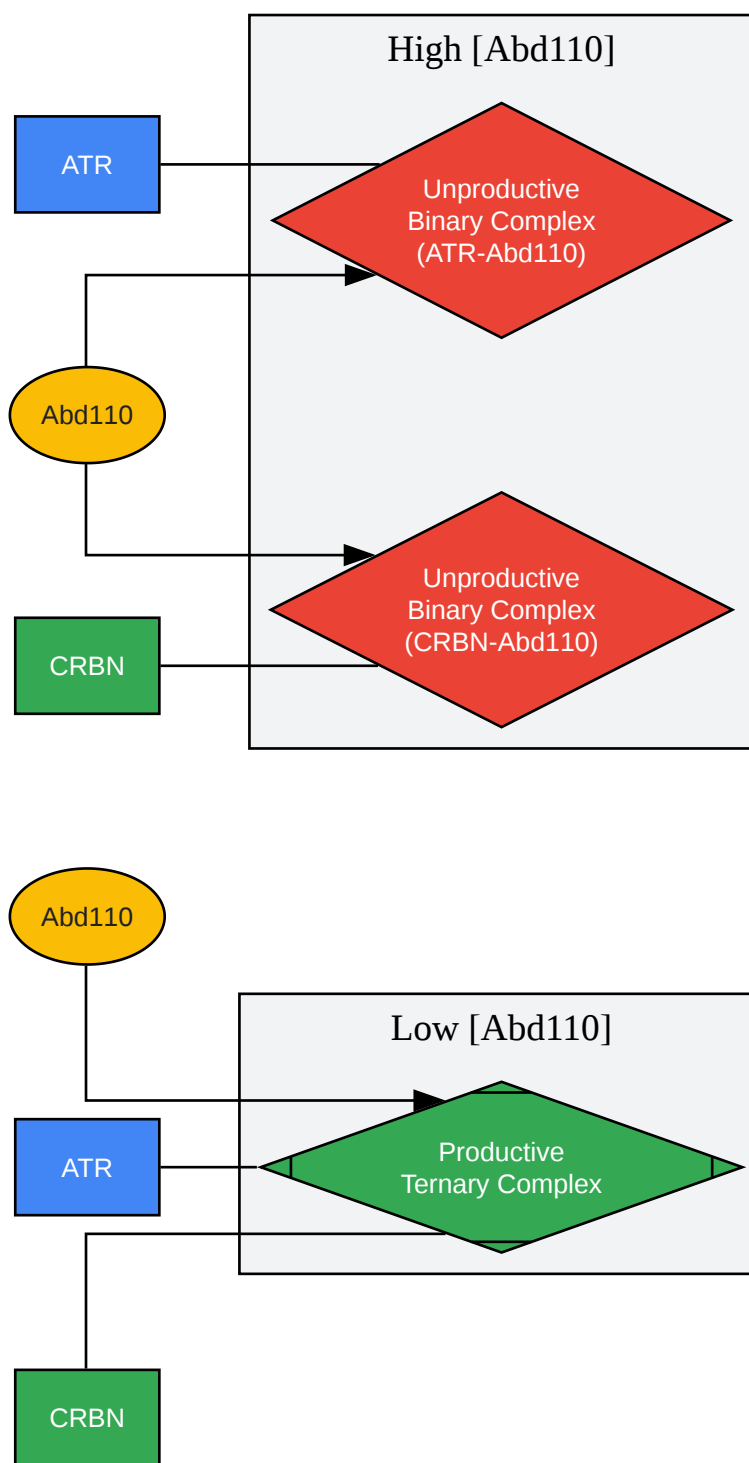 High [Abd110]
ATR
Unproductive
Binary Complex
(ATR-Abd110)
Abd110
Unproductive
Binary Complex
(CRBN-Abd110)
CRBN
Abd110
Low [Abd110]
ATR
Productive
Ternary Complex
CRBN